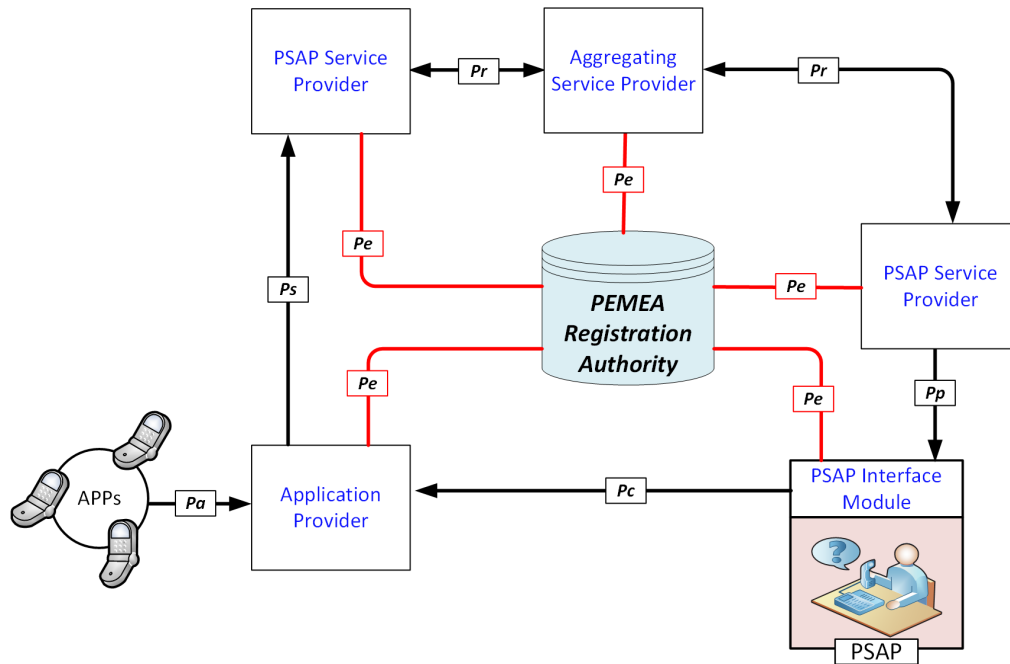 PSAP Service
Provider
Pr
Aggregating
Service Provider
Pr
Pe
Pe
PEMEA
Registration
Authority
Pe
PSAP Service
Provider
Ps
Pe
Pe
Pp
APPs
Pa
Application
Provider
Pc
PSAP Interface
Module
?
PSAP